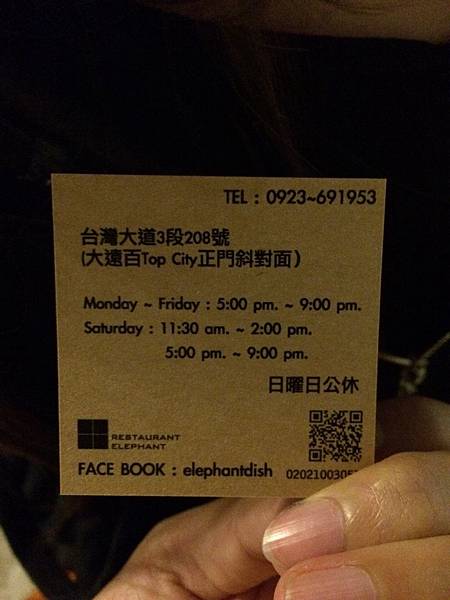 TEL : 0923~691953
台灣大道3段208號
(大遠百Top City正門斜對面)
Monday ~ Friday : 5:00 pm. ~ 9:00 pm.
Saturday : 11:30 am. ~ 2:00 pm.
5:00 pm. ~ 9:00 pm.
日曜日公休
RESTAURANT
ELEPHANT
FACE BOOK : elephantdish